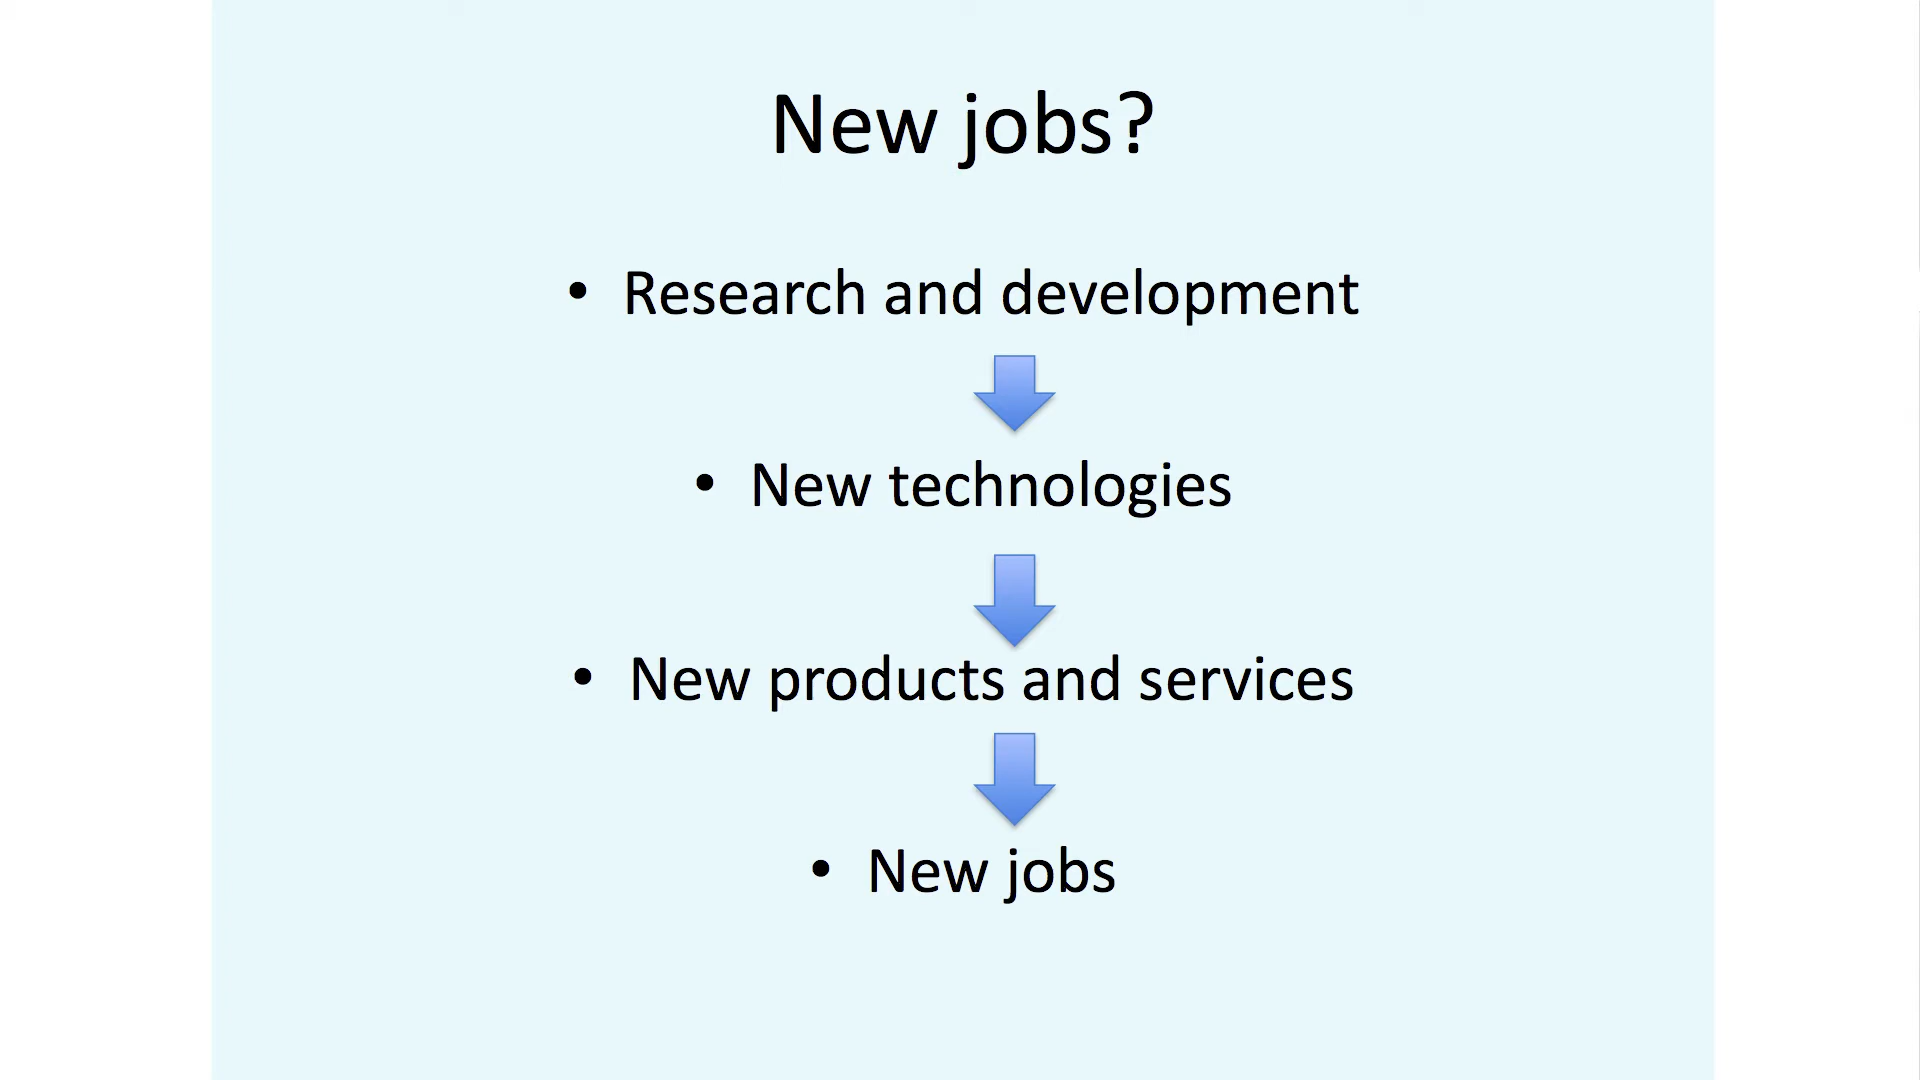 New jobs?
• Research and development
• New technologies
• New products and services
• New jobs